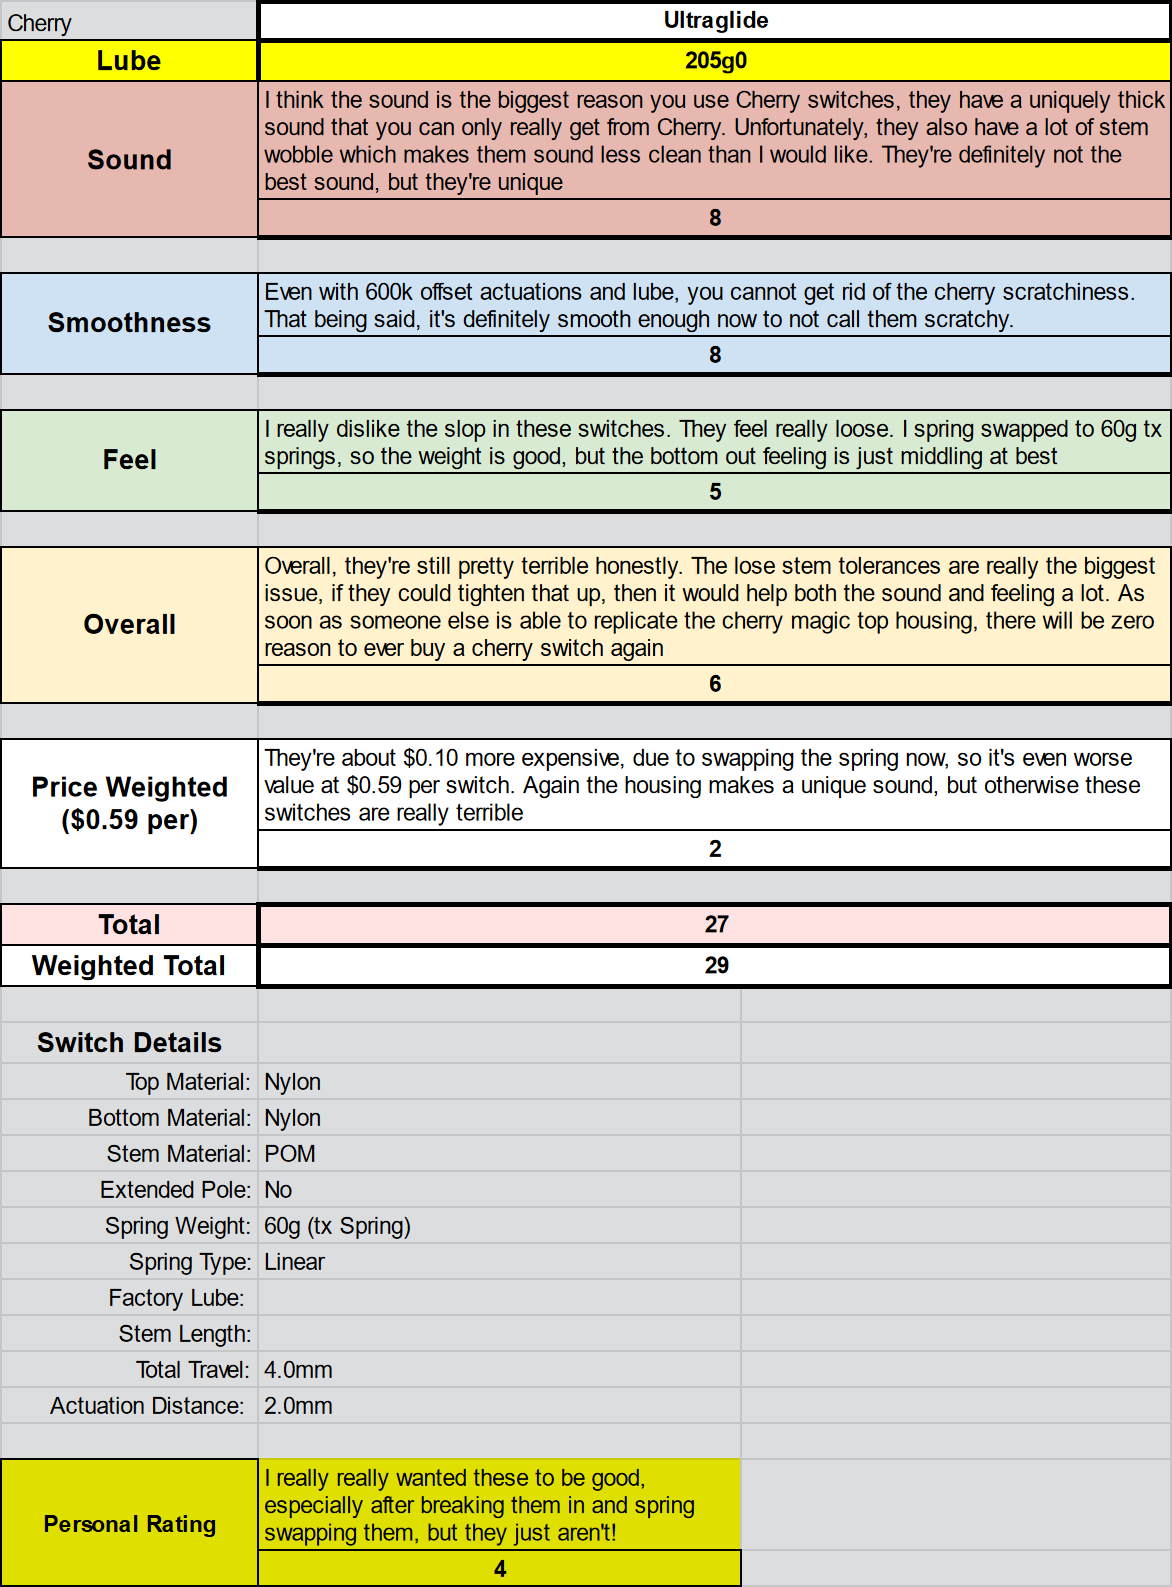 Cherry
Ultraglide
Lube
205g0
Sound
I think the sound is the biggest reason you use Cherry switches, they have a uniquely thick
sound that you can only really get from Cherry. Unfortunately, they also have a lot of stem
wobble which makes them sound less clean than I would like. They're definitely not the
best sound, but they're unique
8
Smoothness
Even with 600k offset actuations and lube, you cannot get rid of the cherry scratchiness.
That being said, it's definitely smooth enough now to not call them scratchy.
8
Feel
I really dislike the slop in these switches. They feel really loose. I spring swapped to 60g tx
springs, so the weight is good, but the bottom out feeling is just middling at best
5
Overall
Overall, they're still pretty terrible honestly. The lose stem tolerances are really the biggest
issue, if they could tighten that up, then it would help both the sound and feeling a lot. As
soon as someone else is able to replicate the cherry magic top housing, there will be zero
reason to ever buy a cherry switch again
6
Price Weighted
($0.59 per)
They're about $0.10 more expensive, due to swapping the spring now, so it's even worse
value at $0.59 per switch. Again the housing makes a unique sound, but otherwise these
switches are really terrible
2
Total
27
Weighted Total
29
Switch Details
Top Material: Nylon
Bottom Material: Nylon
Stem Material: POM
Extended Pole: No
Spring Weight: 60g (tx Spring)
Spring Type: Linear
Factory Lube:
Stem Length:
Total Travel: 4.0mm
Actuation Distance: 2.0mm
Personal Rating
I really really wanted these to be good,
especially after breaking them in and spring
swapping them, but they just aren't!
4